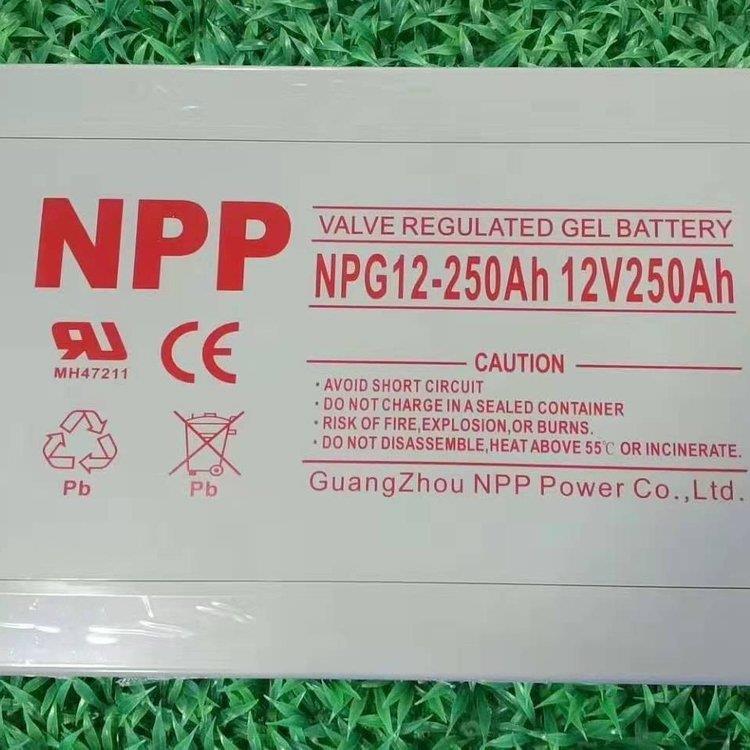 NPP
VALVE REGULATED GEL BATTERY
NPG12-250Ah 12V250Ah
MH47211
CE
CAUTION
· AVOID SHORT CIRCUIT
· DO NOT CHARGE IN A SEALED CONTAINER
· RISK OF FIRE,EXPLOSION,OR BURNS.
· DO NOT DISASSEMBLE,HEAT ABOVE 55℃ OR INCINERATE.
Pb
Pb
GuangZhou NPP Power Co.,Ltd.